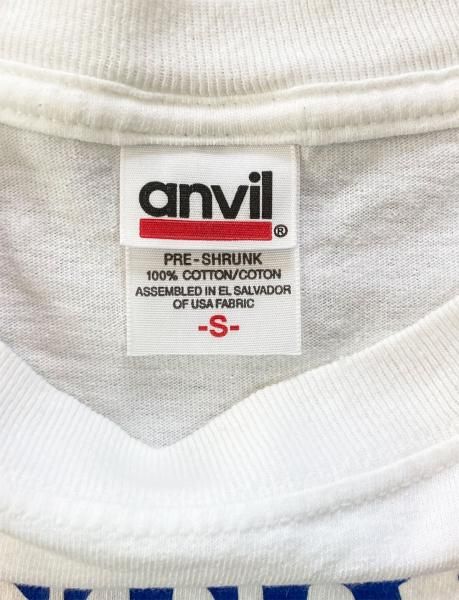 anvil®
PRE-SHRUNK
100% COTTON/COTON
ASSEMBLED IN EL SALVADOR
OF USA FABRIC
-S-